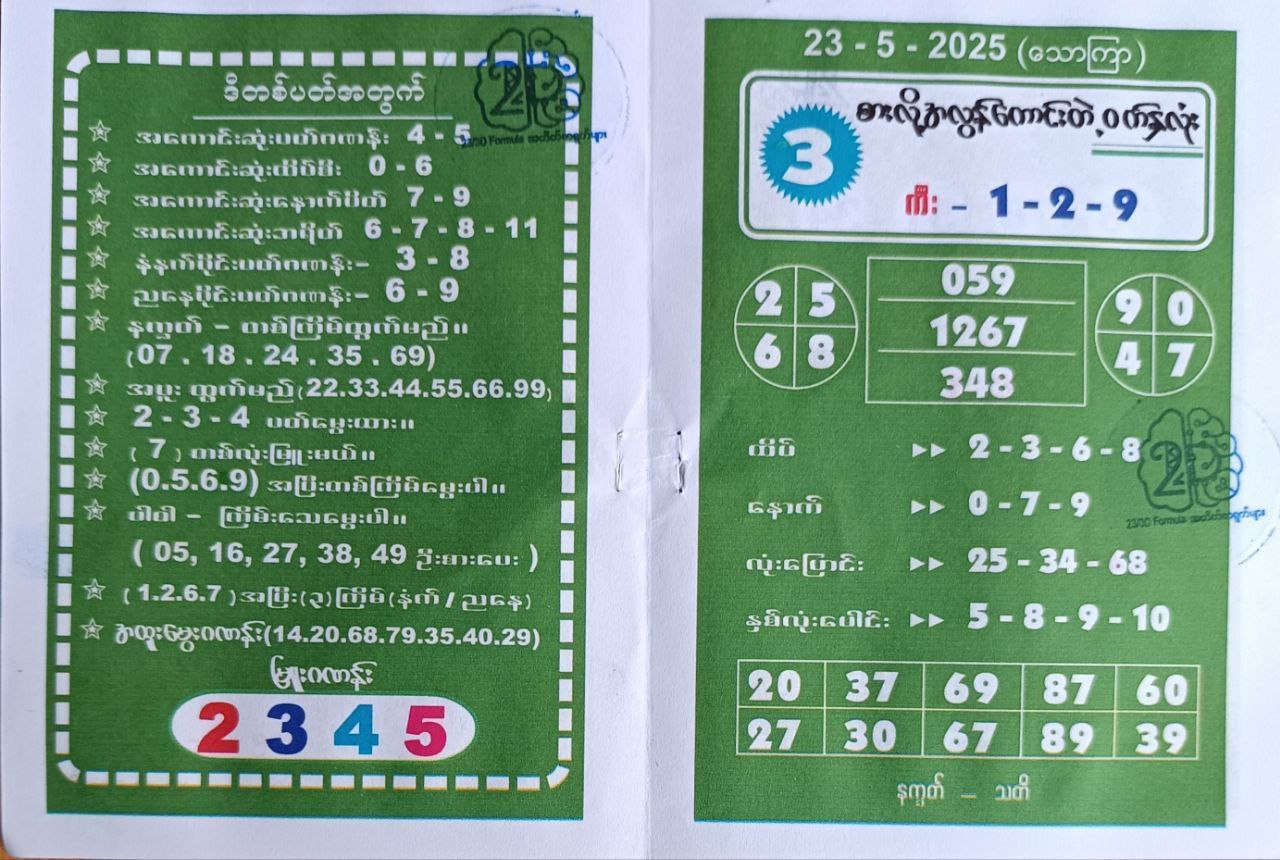 ဒီတစ်ပတ်အတွက်
အကောင်းဆုံးပတ်ဂဏန်း 4 - 5
အကောင်းဆုံးထိပ်စီး 0 - 6
အကောင်းဆုံးနောက်ပိတ် 7 - 9
အကောင်းဆုံးဘရိတ် 6 - 7 - 8 - 11
နံနက်ပိုင်းပတ်ဂဏန်း – 3 - 8
ညနေပိုင်းပတ်ဂဏန်း – 6 - 9
နက္ခတ် – တစ်ကြိမ်ထွက်မည်။
(07 . 18 . 24 . 35 . 69)
အပူး ထွက်မည်(22.33.44.55.66.99)
2 - 3 - 4 ပတ်မွေးထား။
( 7 ) တစ်လုံးမြူးမယ်။
(0.5.6.9) အပြီးတစ်ကြိမ်မွေးပါ။
ပါဝါ – ကြိမ်းသေမွေးပါ။
( 05, 16, 27, 38, 49 ဦးစားပေး )
( 1.2.6.7 ) အပြီး(၃)ကြိမ်(နံက် / ညနေ)
အထူးမွေးဂဏန်း(14.20.68.79.35.40.29)
မြူးဂဏန်း
2 3 4 5
23 - 5 - 2025 (သောကြာ)
စားလို့အလွန်ကောင်းတဲ့ ဝက်နှလုံး
3
ကီး – 1 - 2 - 9
2 5 059 9 0
1267
6 8 348 4 7
ထိပ် ▸▸ 2 - 3 - 6 - 8
နောက် ▸▸ 0 - 7 - 9
လုံးပြောင်း ▸▸ 25 - 34 - 68
နှစ်လုံးပေါင်း ▸▸ 5 - 8 - 9 - 10
20 37 69 87 60
27 30 67 89 39
နက္ခတ် – သတိ
2D/3D Formula အတိတ်စာရွက်များ